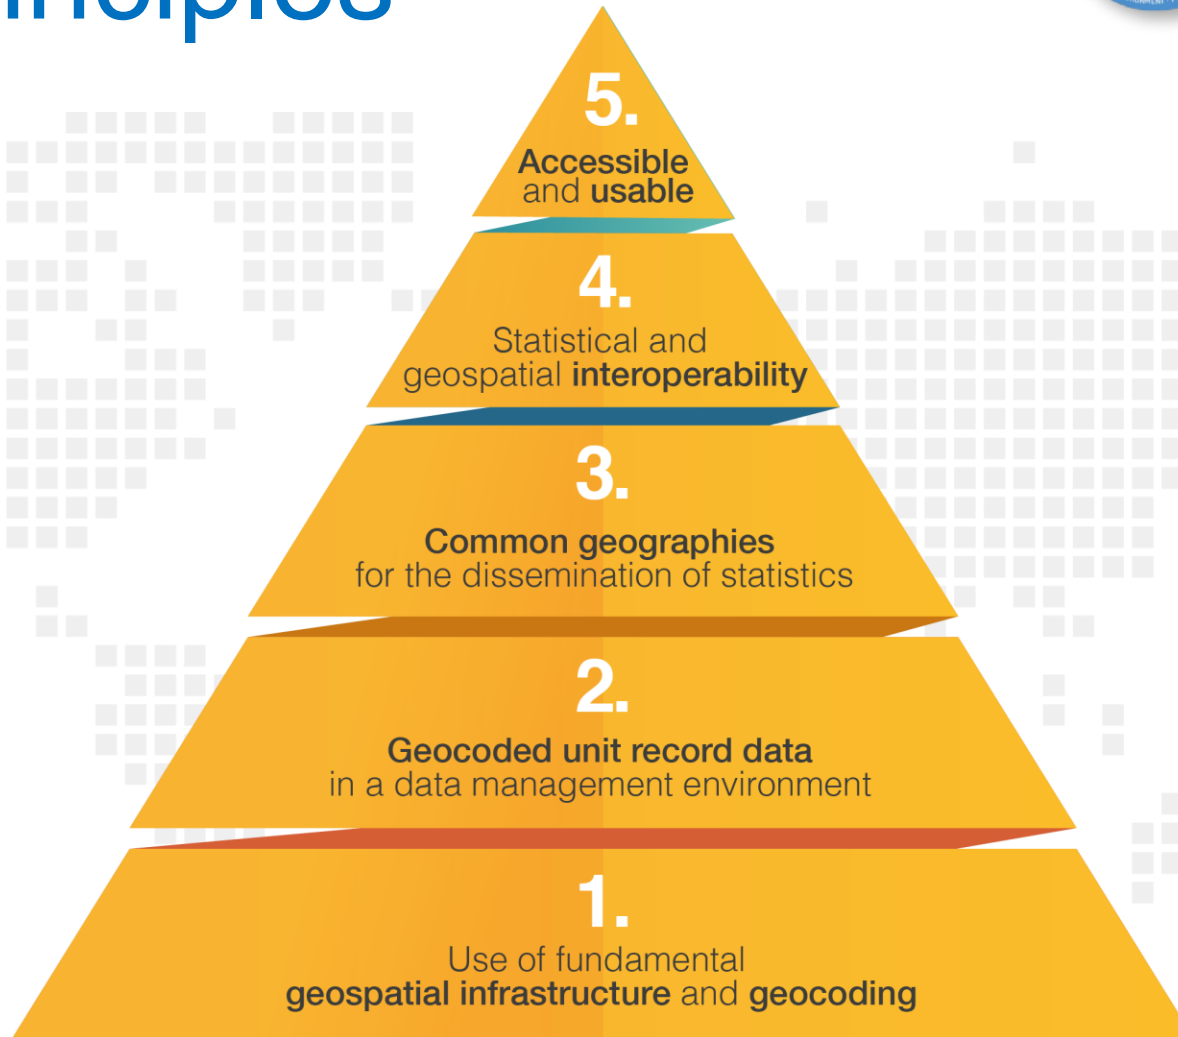 5.
Accessible
and usable
4.
Statistical and
geospatial interoperability
3.
Common geographies
for the dissemination of statistics
2.
Geocoded unit record data
in a data management environment
1.
Use of fundamental
geospatial infrastructure and geocoding